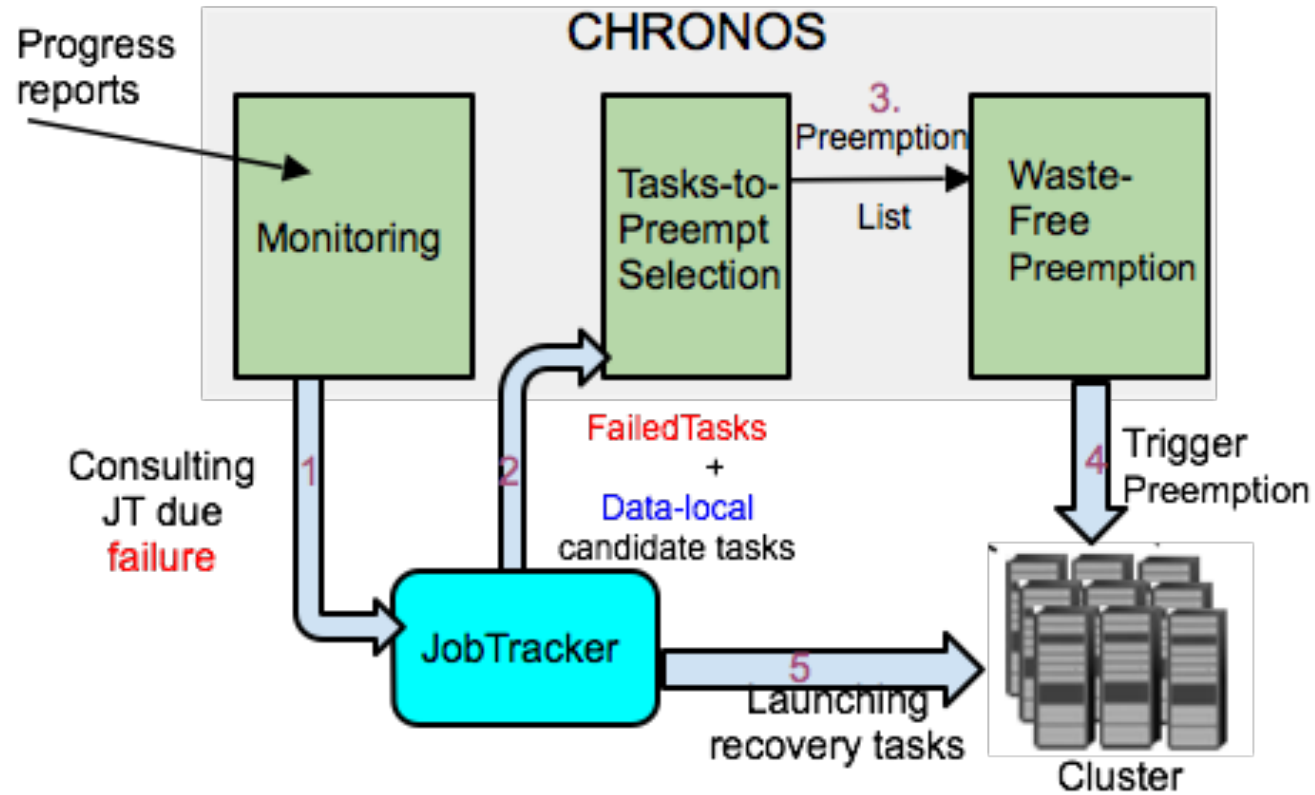 CHRONOS
Progress
reports
Monitoring
Tasks-to-
Preempt
Selection
3.
Preemption
List
Waste-
Free
Preemption
1
Consulting
JT due
failure
2
FailedTasks
+
Data-local
candidate tasks
4
Trigger
Preemption
JobTracker
5
Launching
recovery tasks
Cluster